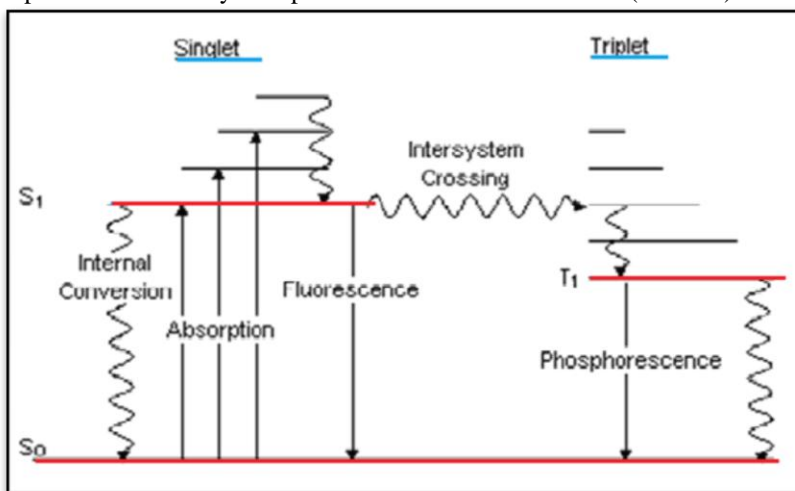 Singlet
Triplet
Intersystem
Crossing
S1
Internal
Conversion
Fluorescence
T1
Absorption
Phosphorescence
S0